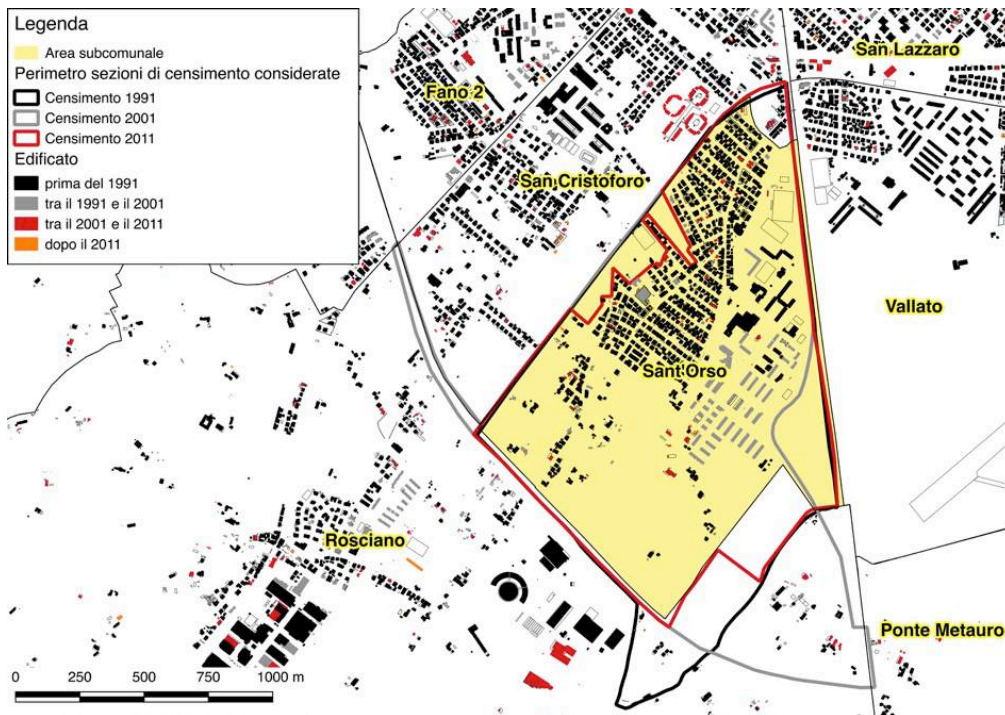 Legenda
Area subcomunale
Perimetro sezioni di censimento considerate
Censimento 1991
Censimento 2001
Censimento 2011
Edificato
prima del 1991
tra il 1991 e il 2001
tra il 2001 e il 2011
dopo il 2011
San Lazzaro
Fano 2
San Cristoforo
Vallato
Sant Orso
Rosciano
Ponte Metauro
0 250 500 750 1000 m